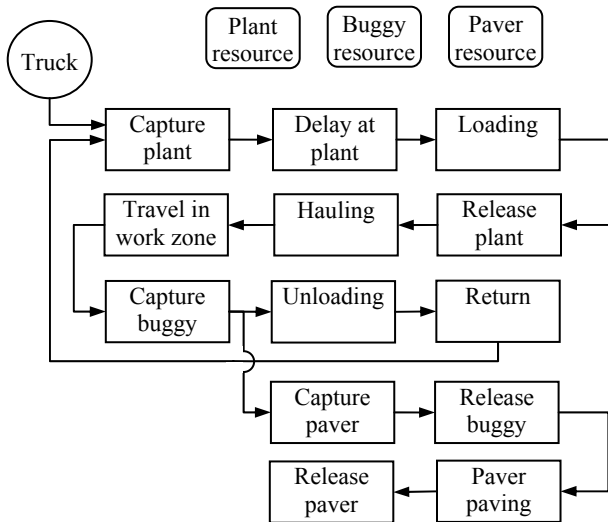 Truck
Plant
resource
Buggy
resource
Paver
resource
Capture
plant
Delay at
plant
Loading
Travel in
work zone
Hauling
Release
plant
Capture
buggy
Unloading
Return
Capture
paver
Release
buggy
Release
paver
Paver
paving